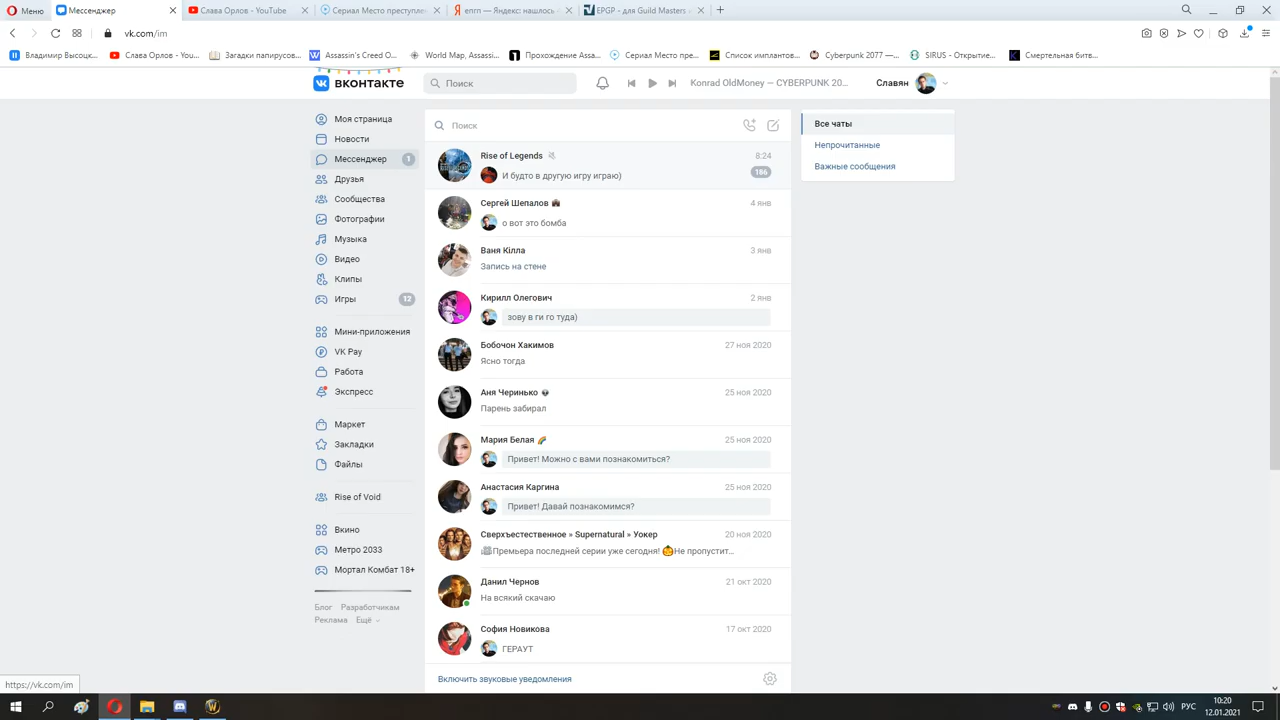 Меню
Мессенджер
Слава Орлов - YouTube
Сериал Место преступлен
епгп — Яндекс: нашлось
EPGP - для Guild Masters
vk.com/im
Владимир Высоцк...
Слава Орлов - You...
Загадки папирусов...
Assassin's Creed O...
World Map, Assassi...
Прохождение Assa...
Сериал Место пре...
Список имплантов...
Cyberpunk 2077 —...
SIRUS - Открытие...
Смертельная бит...
вконтакте
Поиск
Konrad OldMoney — CYBERPUNK 20...
Славян
Моя страница
Новости
Мессенджер 1
Друзья
Сообщества
Фотографии
Музыка
Видео
Клипы
Игры 12
Мини-приложения
VK Pay
Работа
Экспресс
Маркет
Закладки
Файлы
Rise of Void
Вкино
Метро 2033
Мортал Комбат 18+
Блог Разработчикам
Реклама Ещё
Поиск
Rise of Legends 8:24
И будто в другую игру играю) 186
Сергей Шепалов 4 янв
о вот это бомба
Ваня Кілла 3 янв
Запись на стене
Кирилл Олегович 2 янв
зову в ги го туда)
Бобочон Хакимов 27 ноя 2020
Ясно тогда
Аня Черинько 25 ноя 2020
Парень забирал
Мария Белая 25 ноя 2020
Привет! Можно с вами познакомиться?
Анастасия Каргина 25 ноя 2020
Привет! Давай познакомимся?
Сверхъестественное » Supernatural » Уокер 20 ноя 2020
Премьера последней серии уже сегодня! Не пропустит...
Данил Чернов 21 окт 2020
На всякий скачаю
София Новикова 17 окт 2020
ГЕРАУТ
Включить звуковые уведомления
Все чаты
Непрочитанные
Важные сообщения
https://vk.com/im
РУС
10:20
12.01.2021